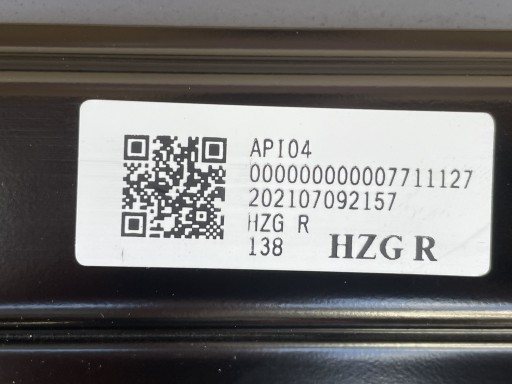 API04
000000000007711127
202107092157
HZG R
138 HZG R